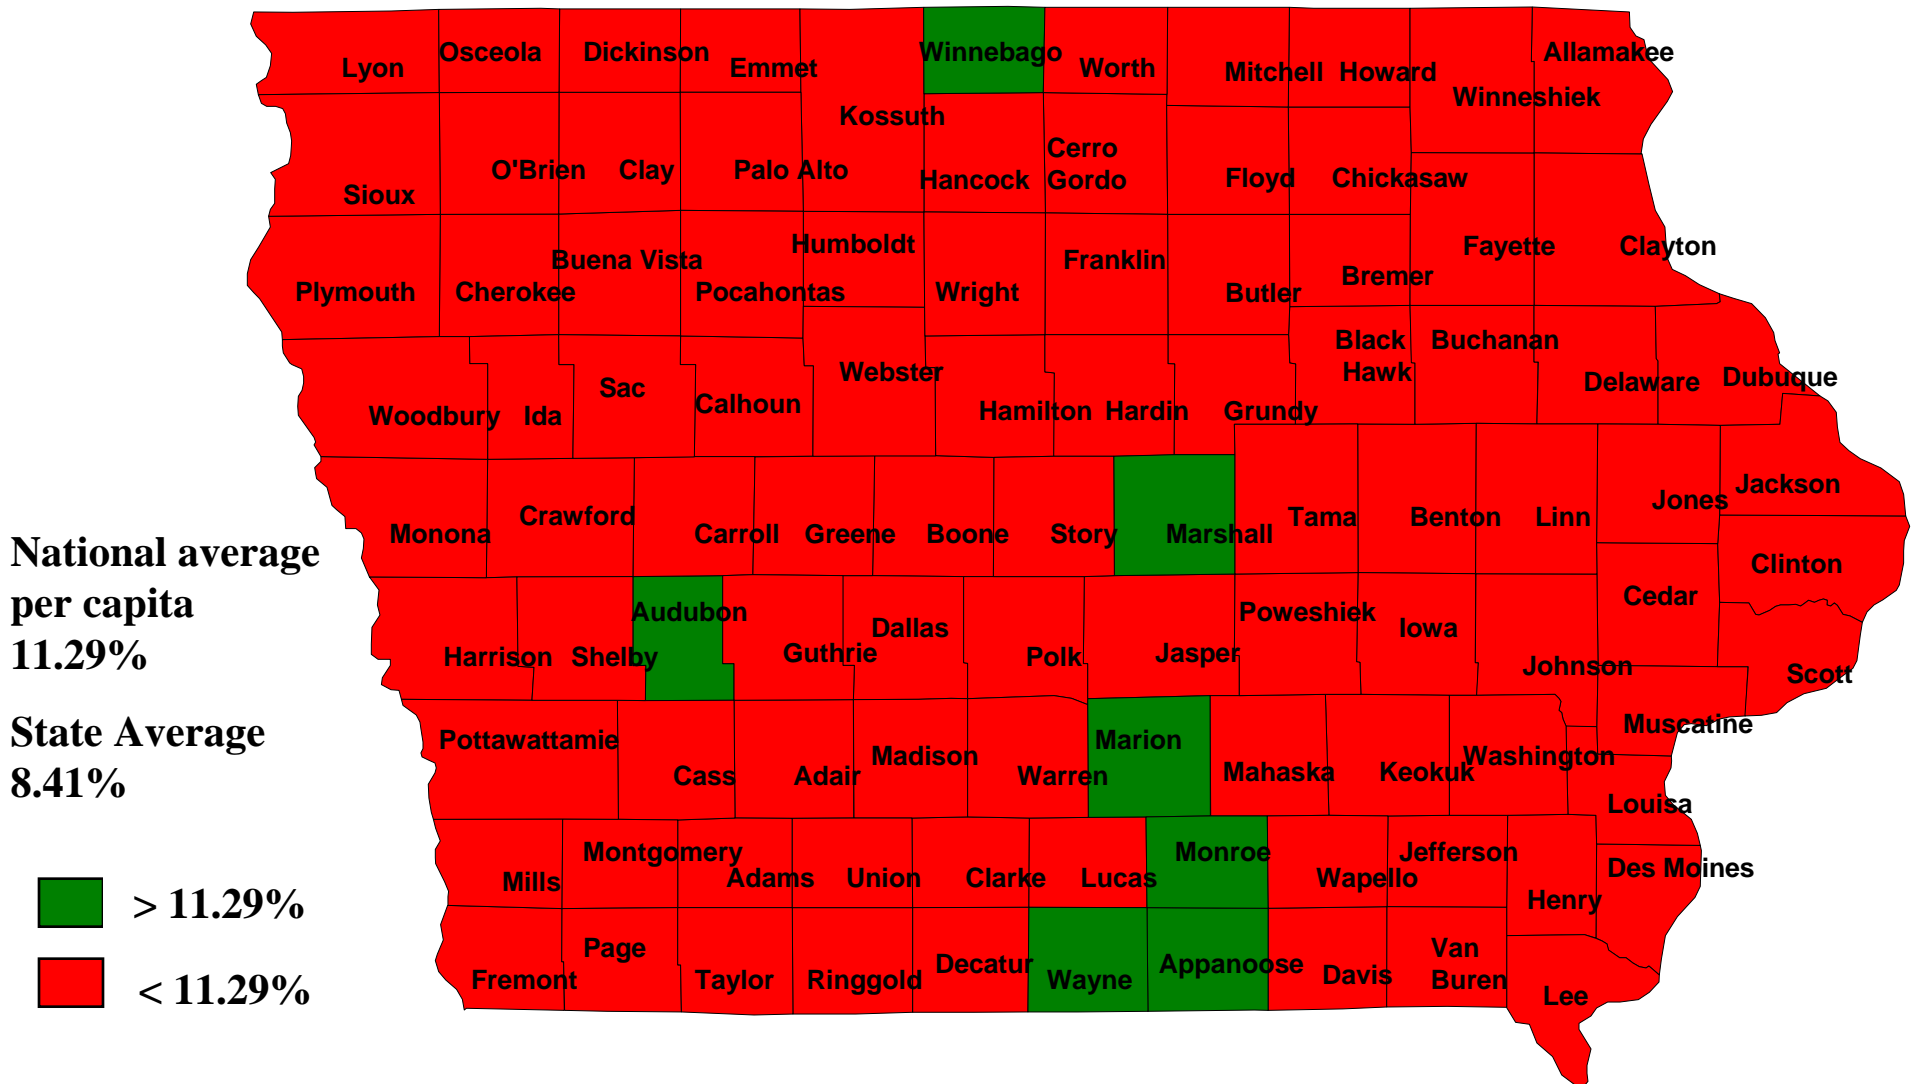 Lyon
Osceola
Dickinson
Emmet
Winnebago
Worth
Mitchell
Howard
Allamakee
Winneshiek
Kossuth
Sioux
O'Brien
Clay
Palo Alto
Hancock
Cerro
Gordo
Floyd
Chickasaw
Fayette
Clayton
Plymouth
Cherokee
Buena Vista
Pocahontas
Humboldt
Wright
Franklin
Butler
Bremer
Woodbury
Ida
Sac
Calhoun
Webster
Hamilton
Hardin
Grundy
Black
Hawk
Buchanan
Delaware
Dubuque
Monona
Crawford
Carroll
Greene
Boone
Story
Marshall
Tama
Benton
Linn
Jones
Jackson
Clinton
Cedar
Harrison
Shelby
Audubon
Guthrie
Dallas
Polk
Jasper
Poweshiek
Iowa
Johnson
Scott
Muscatine
Pottawattamie
Cass
Adair
Madison
Warren
Marion
Mahaska
Keokuk
Washington
Louisa
Mills
Montgomery
Adams
Union
Clarke
Lucas
Monroe
Wapello
Jefferson
Henry
Des Moines
Fremont
Page
Taylor
Ringgold
Decatur
Wayne
Appanoose
Davis
Van
Buren
Lee
National average
per capita
11.29%
State Average
8.41%
> 11.29%
< 11.29%